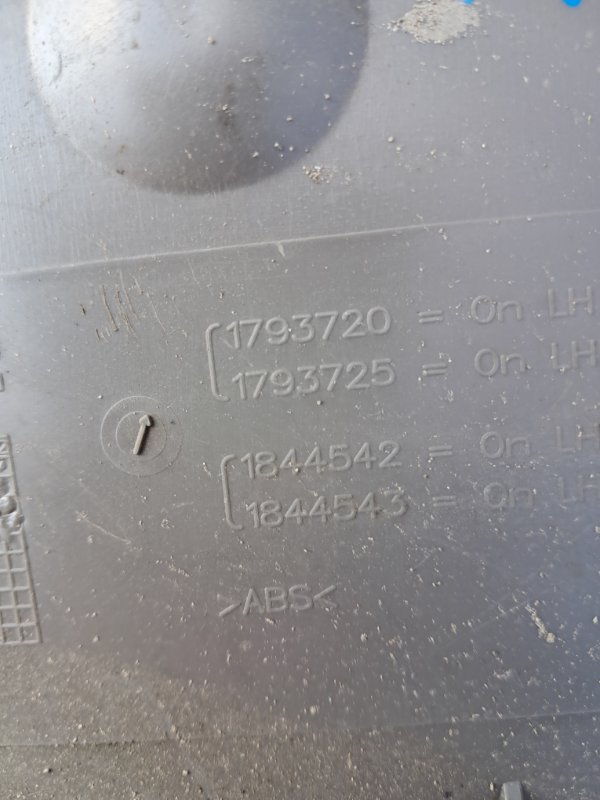 1793720 = On LH
1793725 = On LH
1844542 = On LH
1844543 = On LH
>ABS<